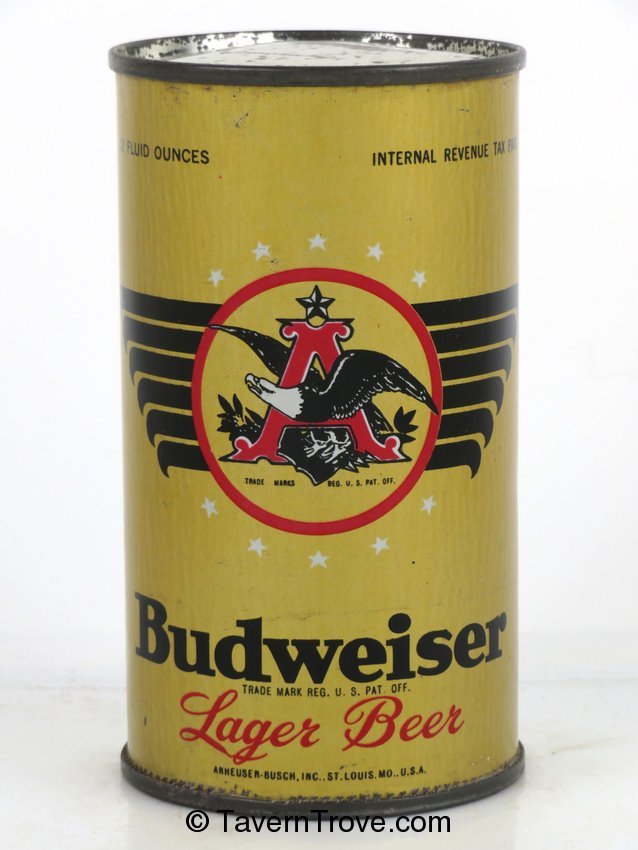 FLUID OUNCES
INTERNAL REVENUE TAX PAID
A
TRADE MARKS REG. U. S. PAT. OFF.
Budweiser
TRADE MARK REG. U. S. PAT. OFF.
Lager Beer
ANHEUSER-BUSCH, INC., ST. LOUIS, MO., U.S.A.
© TavernTrove.com